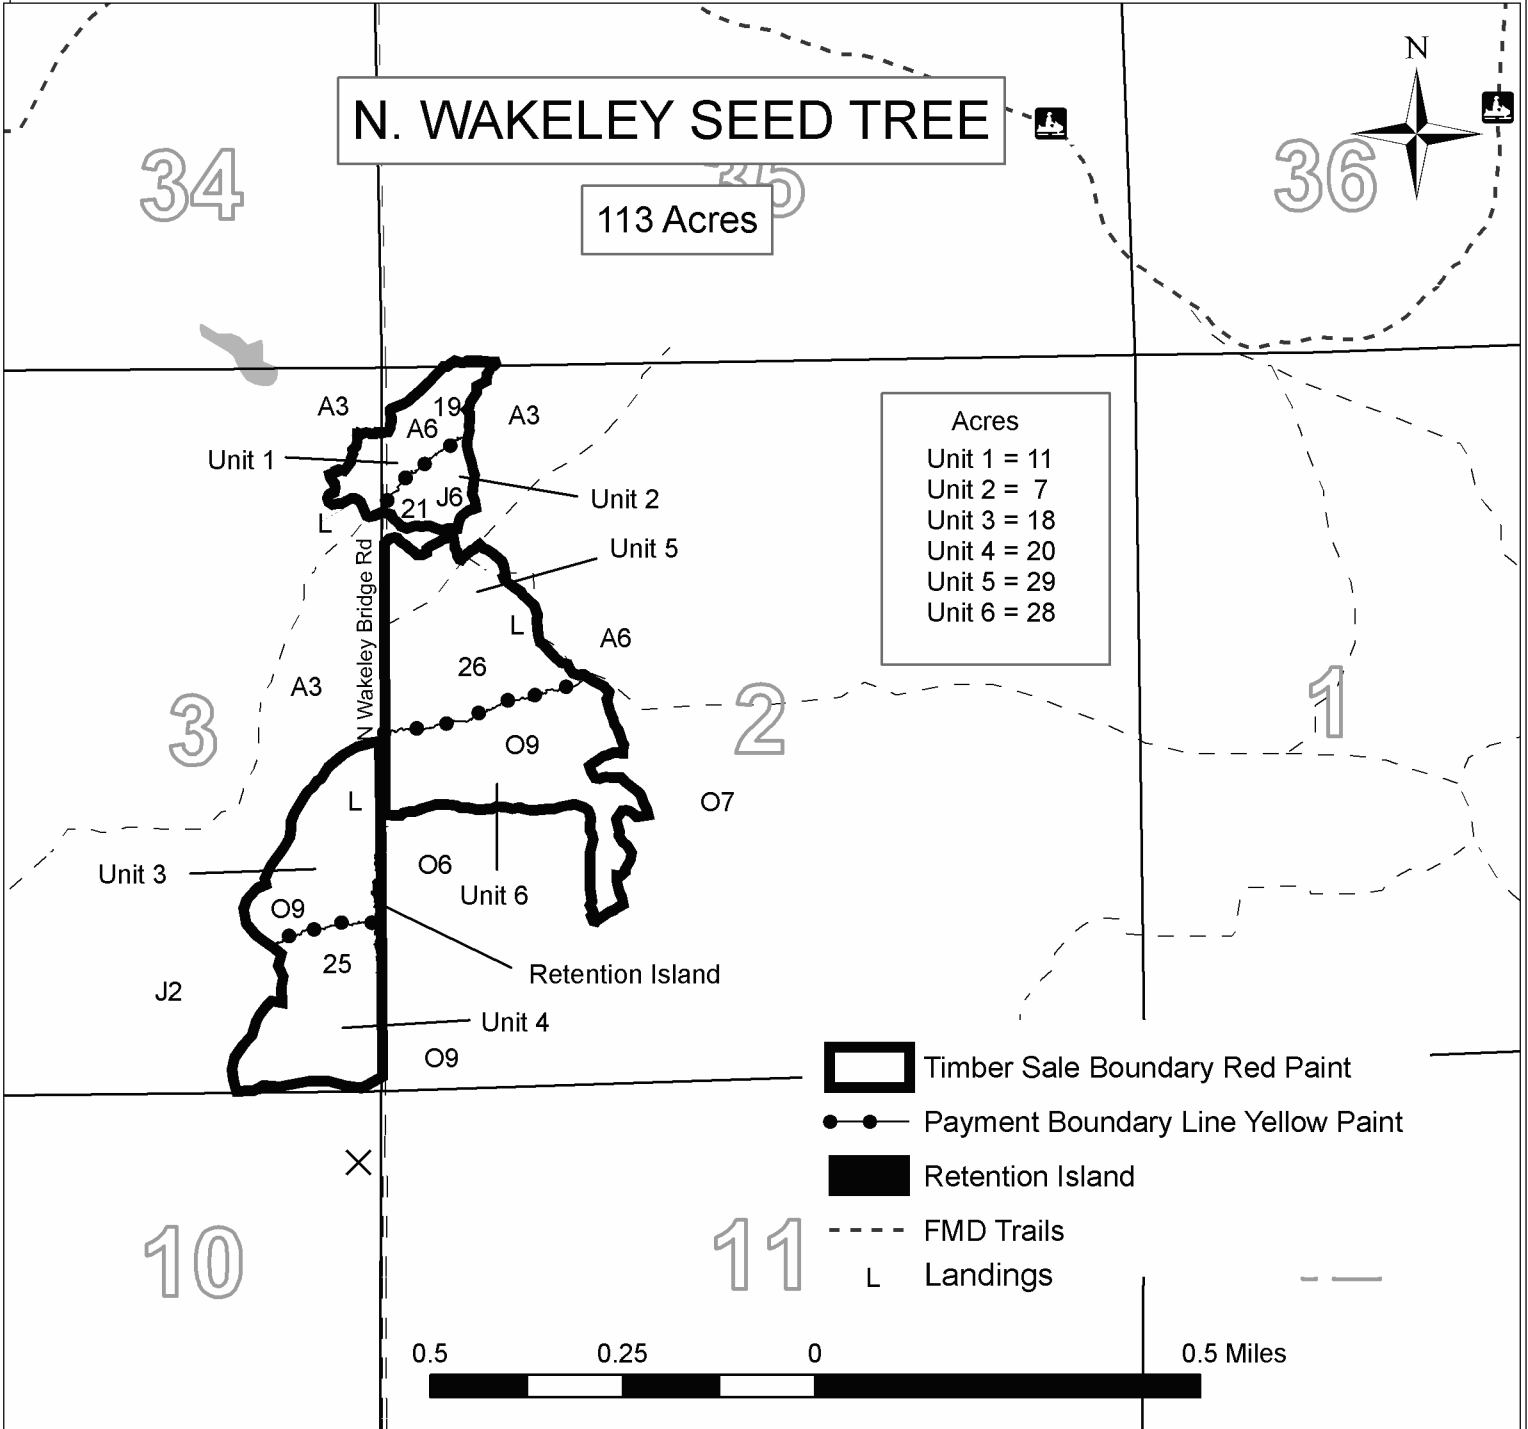 N
N. WAKELEY SEED TREE
34
35
36
113 Acres
A3
19
A3
A6
Unit 1
J6
Unit 2
21
L
Unit 5
N Wakeley Bridge Rd
L
A6
26
A3
3
2
1
O9
L
O7
O6
Unit 3
Unit 6
O9
25
Retention Island
J2
Unit 4
O9
Acres
Unit 1 = 11
Unit 2 = 7
Unit 3 = 18
Unit 4 = 20
Unit 5 = 29
Unit 6 = 28
Timber Sale Boundary Red Paint
Payment Boundary Line Yellow Paint
Retention Island
FMD Trails
L Landings
10
11
0.5 0.25 0 0.5 Miles